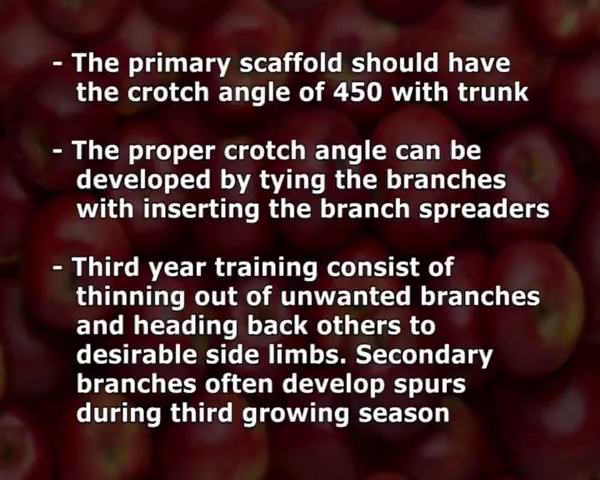 - The primary scaffold should have
the crotch angle of 450 with trunk
- The proper crotch angle can be
developed by tying the branches
with inserting the branch spreaders
- Third year training consist of
thinning out of unwanted branches
and heading back others to
desirable side limbs. Secondary
branches often develop spurs
during third growing season